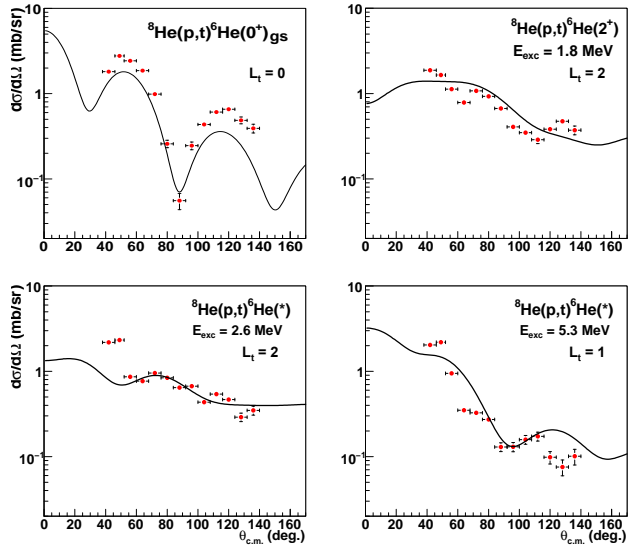 ⁸He(p,t)⁶He(0⁺)gs
L_t = 0
dσ/dΩ (mb/sr)
10
1
10⁻¹
0 20 40 60 80 100 120 140 160
⁸He(p,t)⁶He(2⁺)
E_exc = 1.8 MeV
L_t = 2
10
1
10⁻¹
0 20 40 60 80 100 120 140 160
⁸He(p,t)⁶He(*)
E_exc = 2.6 MeV
L_t = 2
dσ/dΩ (mb/sr)
10
1
10⁻¹
0 20 40 60 80 100 120 140 160
θ_c.m. (deg.)
⁸He(p,t)⁶He(*)
E_exc = 5.3 MeV
L_t = 1
10
1
10⁻¹
0 20 40 60 80 100 120 140 160
θ_c.m. (deg.)